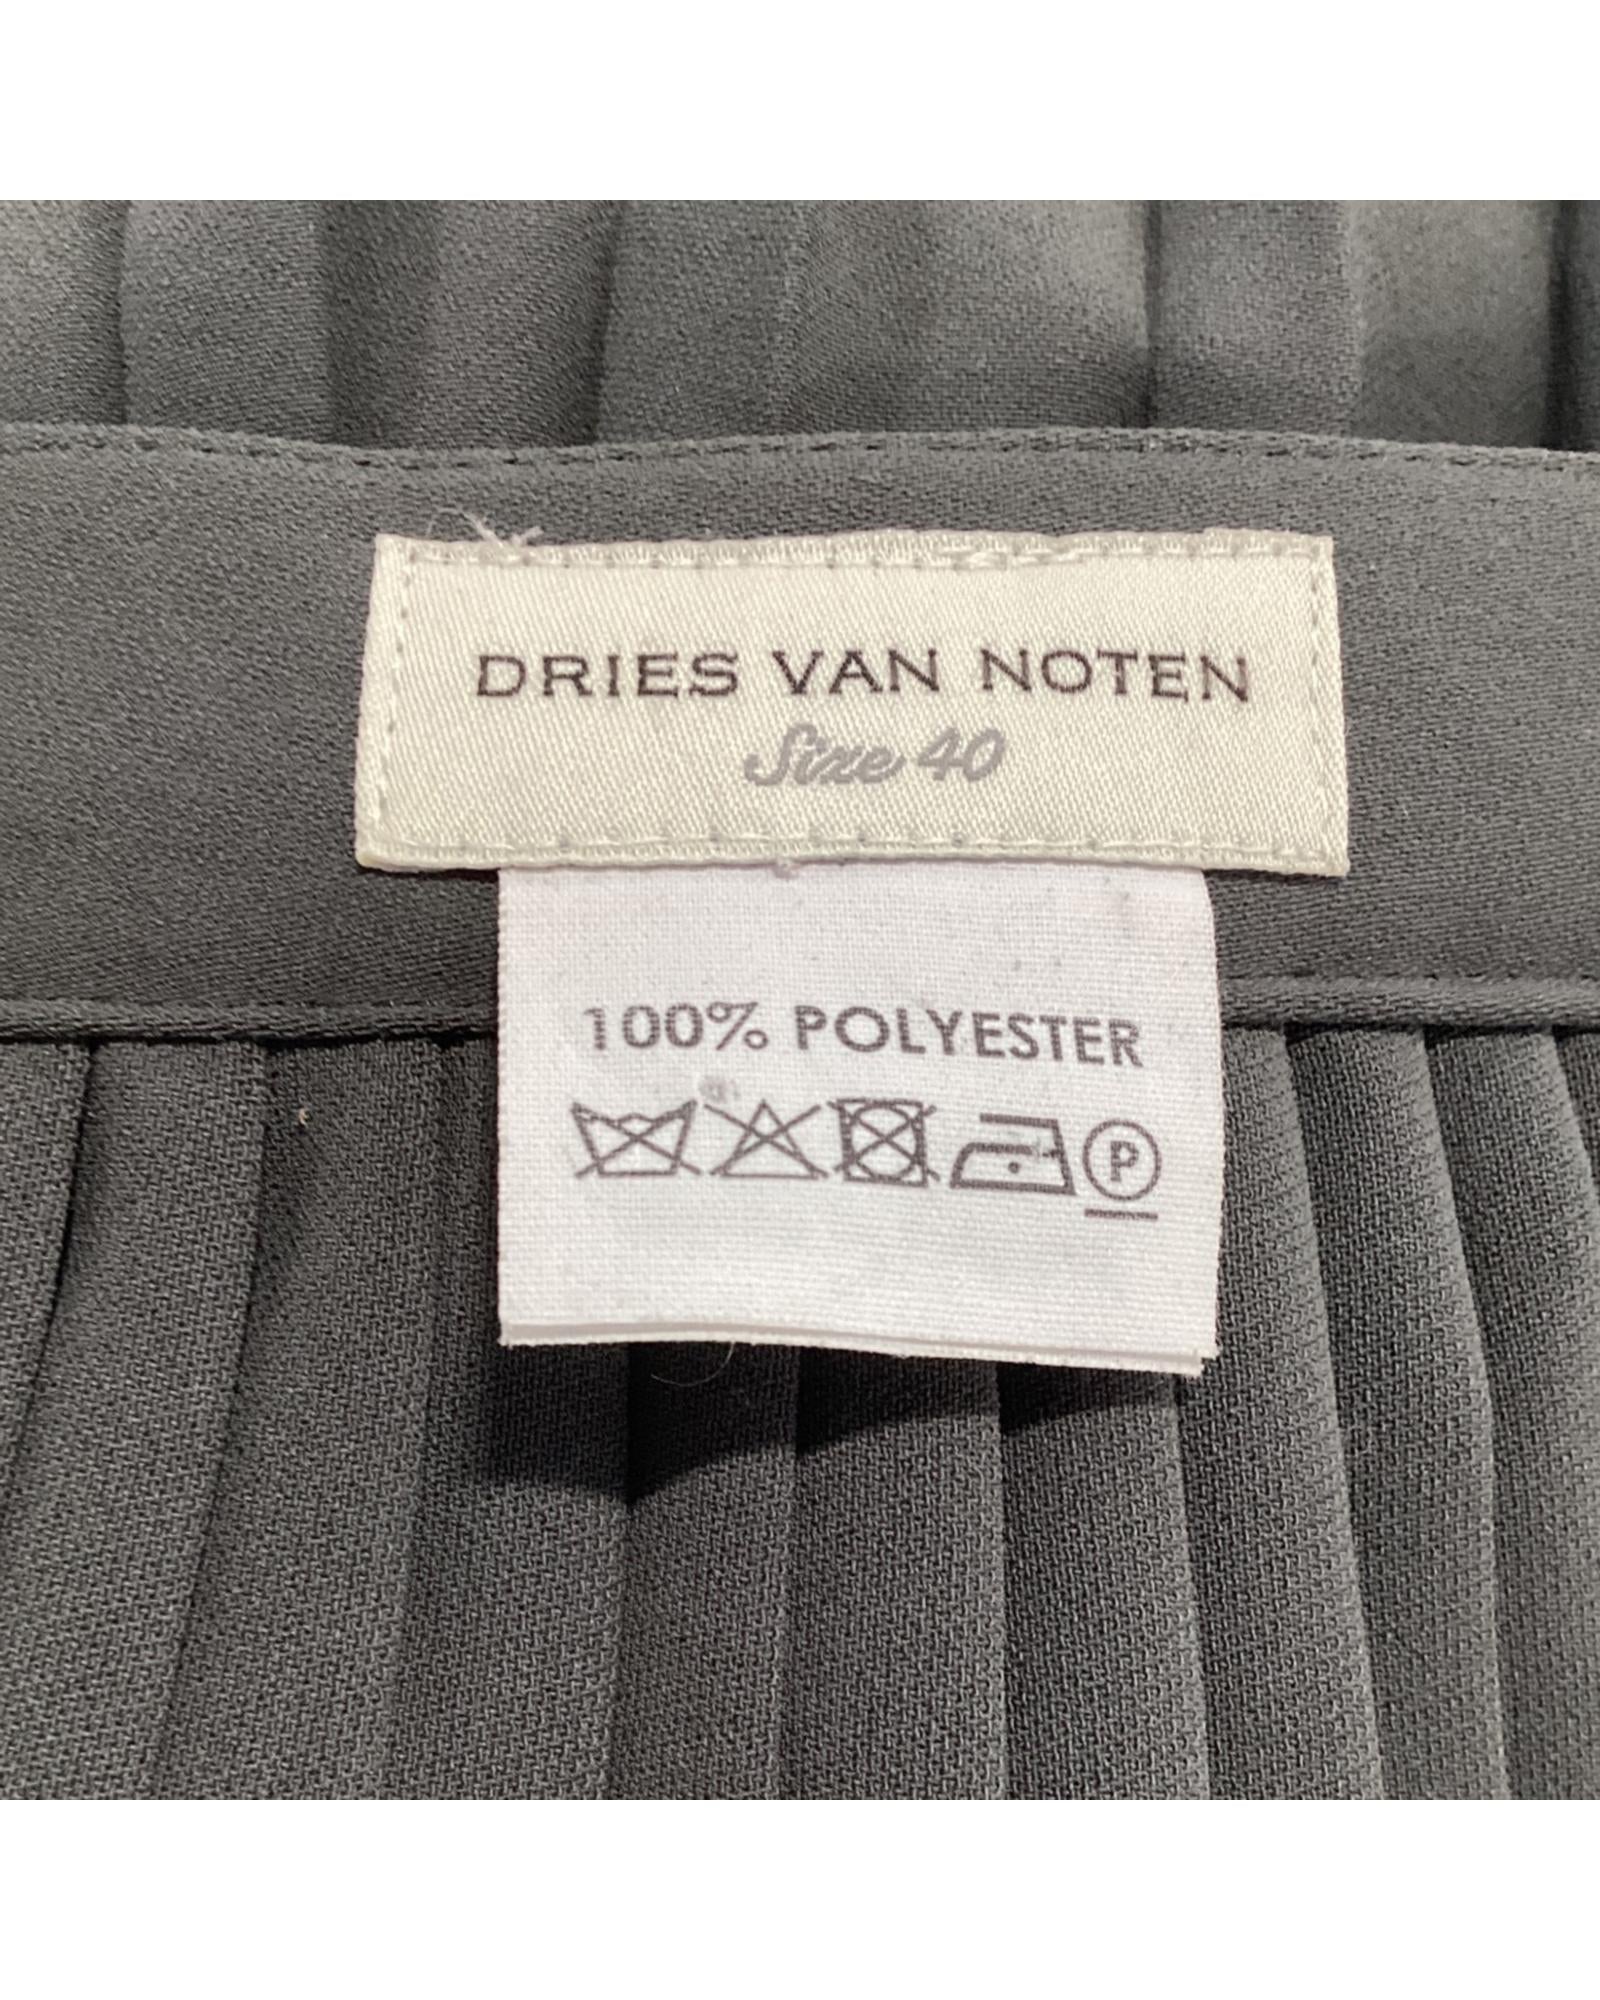 DRIES VAN NOTEN
Size 40
100% POLYESTER
P